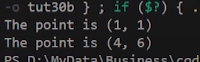 -o tut30b } ; if ($?) { .
The point is (1, 1)
The point is (4, 6)
PS D:\MyData\Business\cod